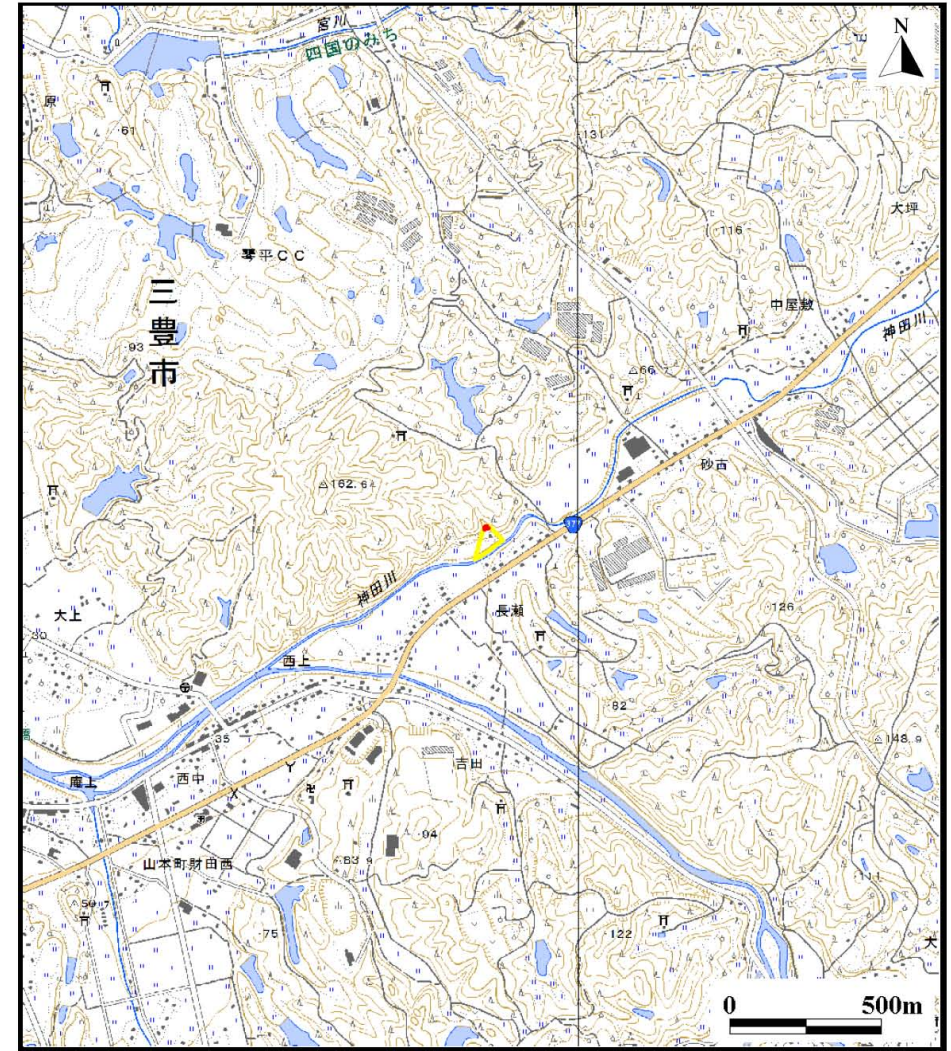 宮川
四国のみち
N
原
61
131
大坪
116
琴平CC
中屋敷
三豊市
神田川
93
66.7
砂古
377
182.6
神田川
長瀬
大上
126
30
西上
82
148.9
35
吉田
庵上
西中
Y
X
94
山本町財田西
83.9
111
50.7
75
122
大
0 500m